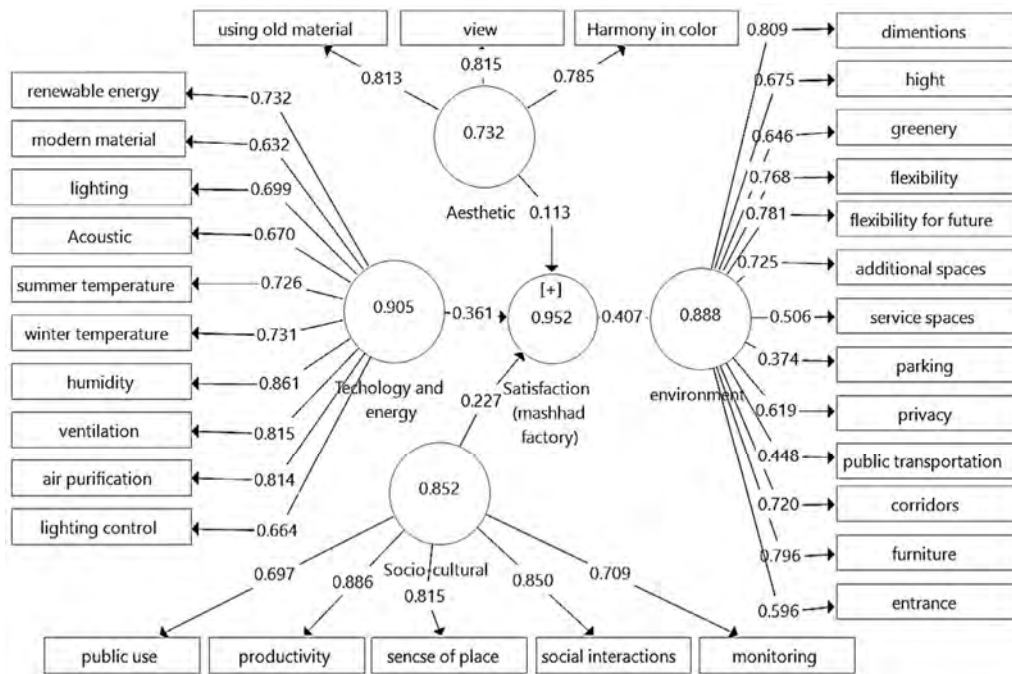 using old material
view
Harmony in color
0.813
0.815
0.785
0.732
Aesthetic
0.113
renewable energy
0.732
modern material
0.632
lighting
0.699
Acoustic
0.670
summer temperature
0.726
winter temperature
0.731
humidity
0.861
ventilation
0.815
air purification
0.814
lighting control
0.664
0.905
Techology and
energy
0.361
[+]
0.952
Satisfaction
(mashhad
factory)
0.407
0.888
environment
0.809
dimentions
0.675
hight
0.646
greenery
0.768
flexibility
0.781
flexibility for future
0.725
additional spaces
0.506
service spaces
0.374
parking
0.619
privacy
0.448
public transportation
0.720
corridors
0.796
furniture
0.596
entrance
0.227
0.852
Socio-cultural
0.697
0.886
0.815
0.850
0.709
public use
productivity
sencse of place
social interactions
monitoring